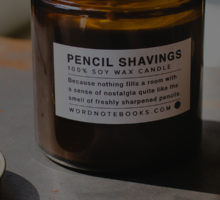 PENCIL SHAVINGS
100% SOY WAX CANDLE
Because nothing fills a room with
a sense of nostalgia quite like the
smell of freshly sharpened pencils.
WORDNOTEBOOKS.COM